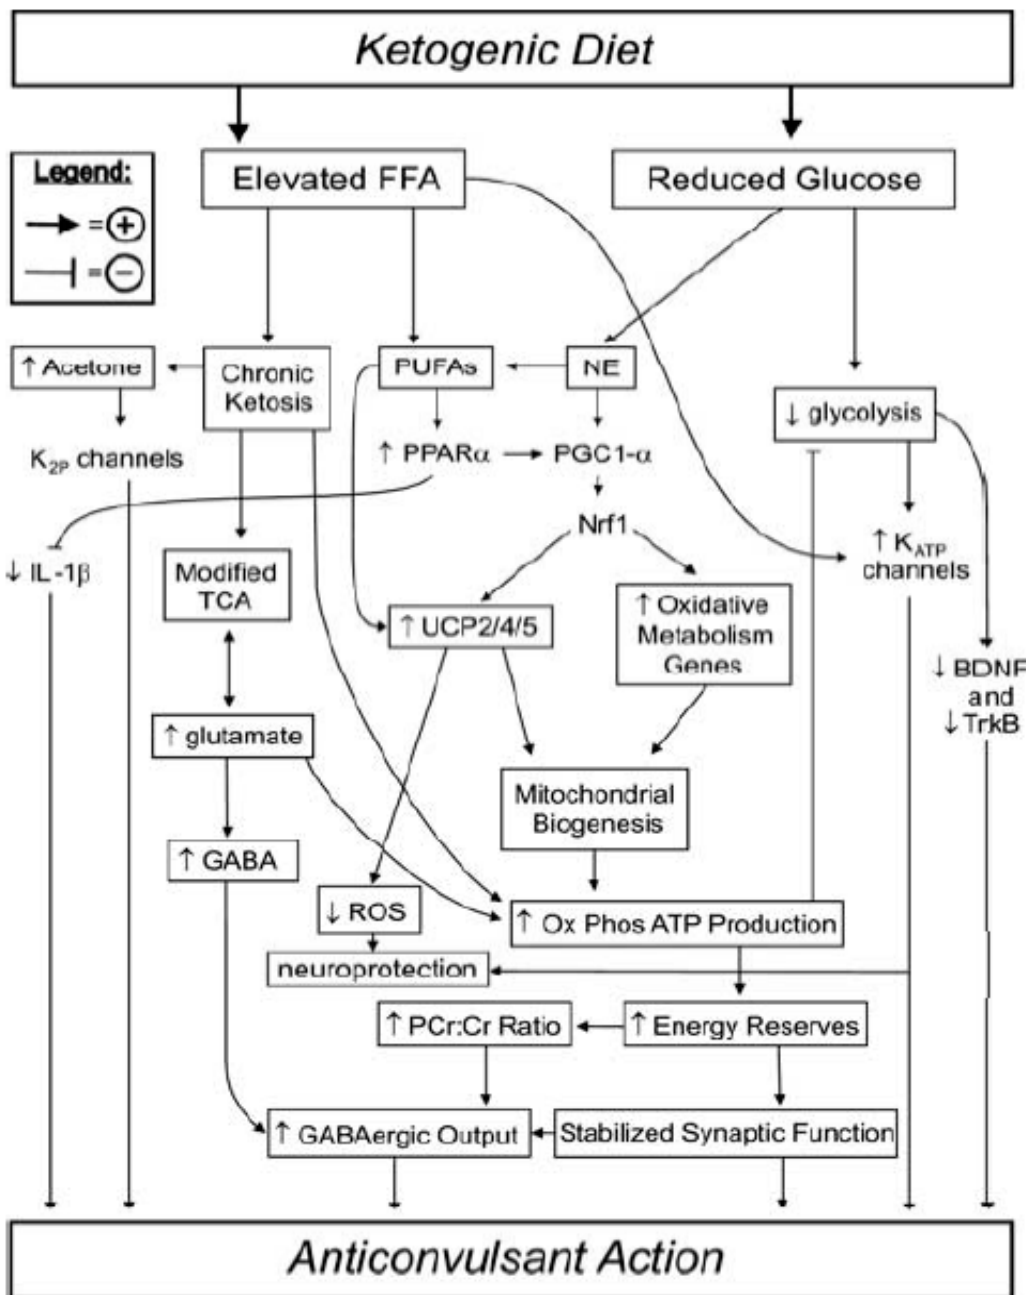 Ketogenic Diet
Legend:
= +
= −
Elevated FFA
Reduced Glucose
↑ Acetone
Chronic
Ketosis
PUFAs
NE
↓ glycolysis
K2P channels
↑ PPARα
PGC1-α
Nrf1
↑ KATP
channels
↓ IL-1β
Modified
TCA
↑ UCP2/4/5
↑ Oxidative
Metabolism
Genes
↓ BDNF
and
↓ TrkB
↑ glutamate
Mitochondrial
Biogenesis
↑ GABA
↓ ROS
↑ Ox Phos ATP Production
neuroprotection
↑ PCr:Cr Ratio
↑ Energy Reserves
↑ GABAergic Output
Stabilized Synaptic Function
Anticonvulsant Action